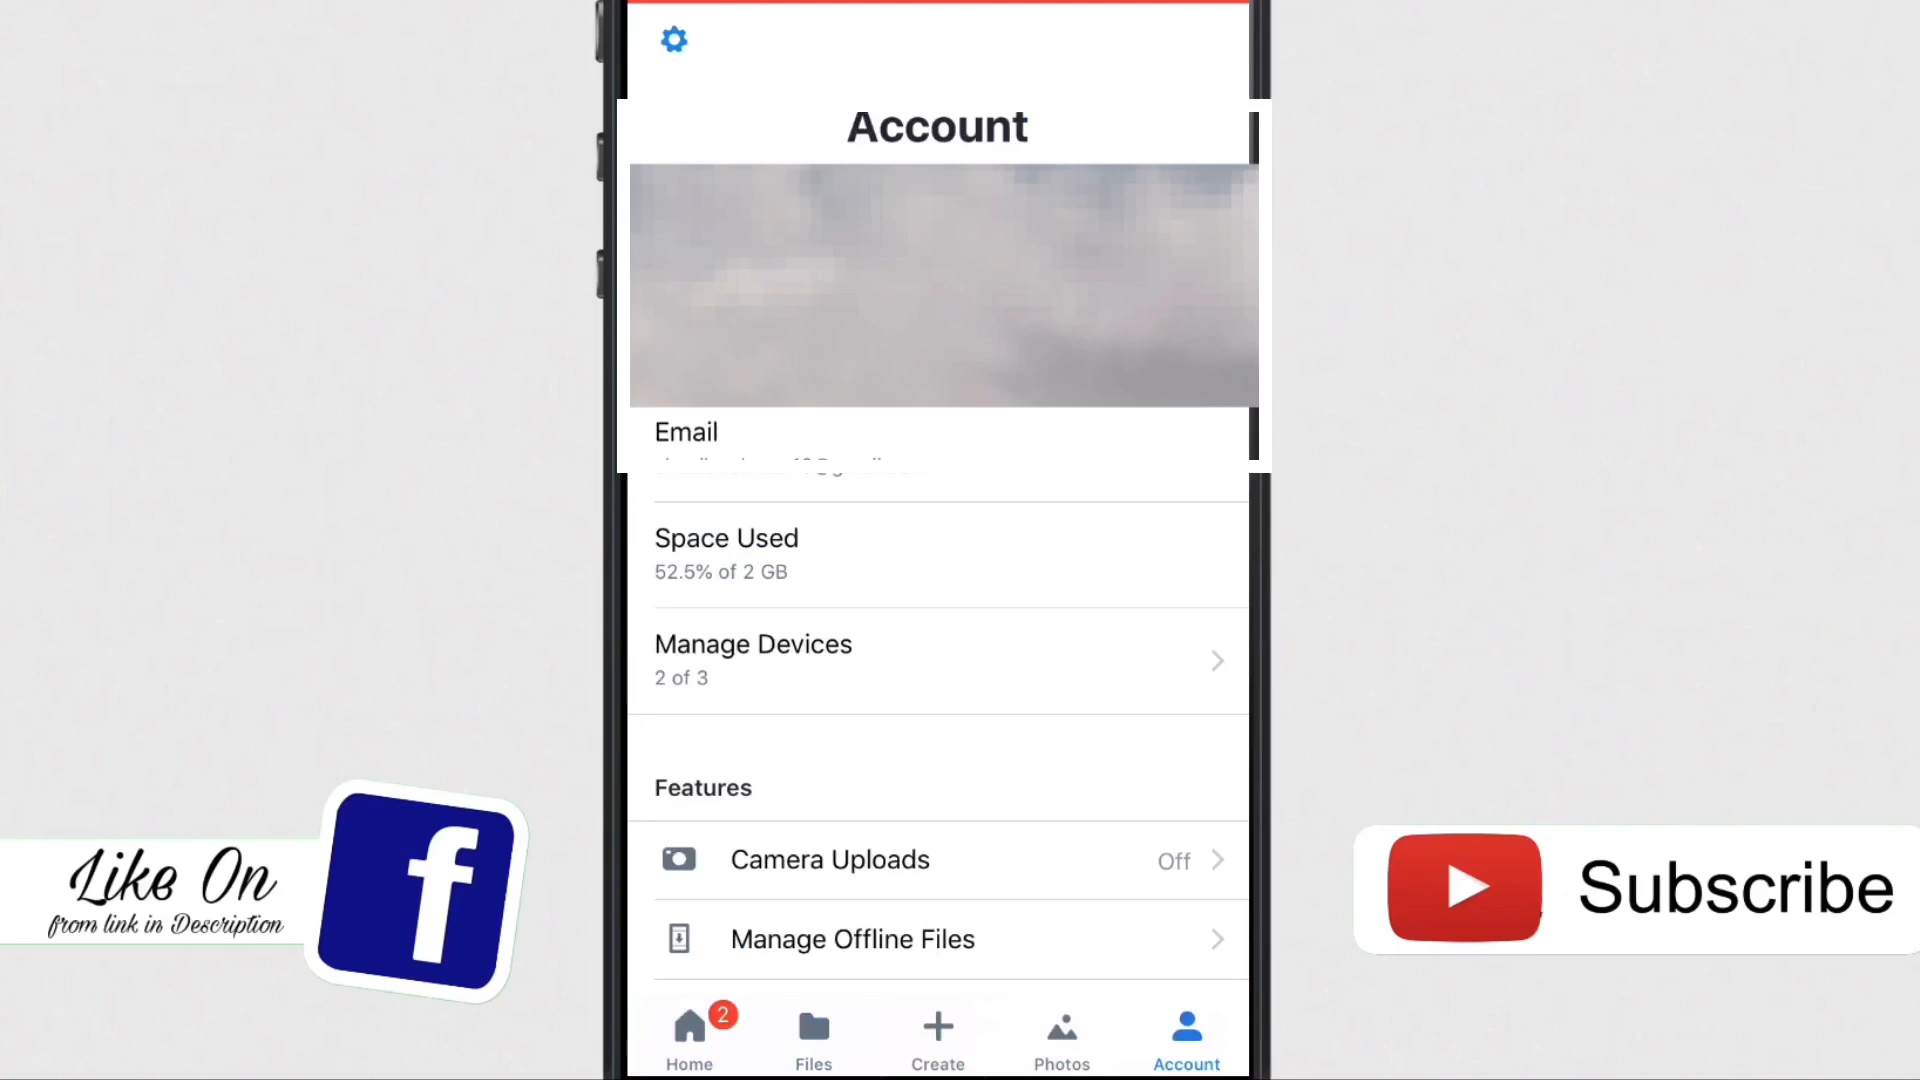 Account
Email
Space Used
52.5% of 2 GB
Manage Devices
2 of 3
Features
Camera Uploads
Off
Manage Offline Files
2
Home
Files
Create
Photos
Account
Like On
from link in Description
f
Subscribe